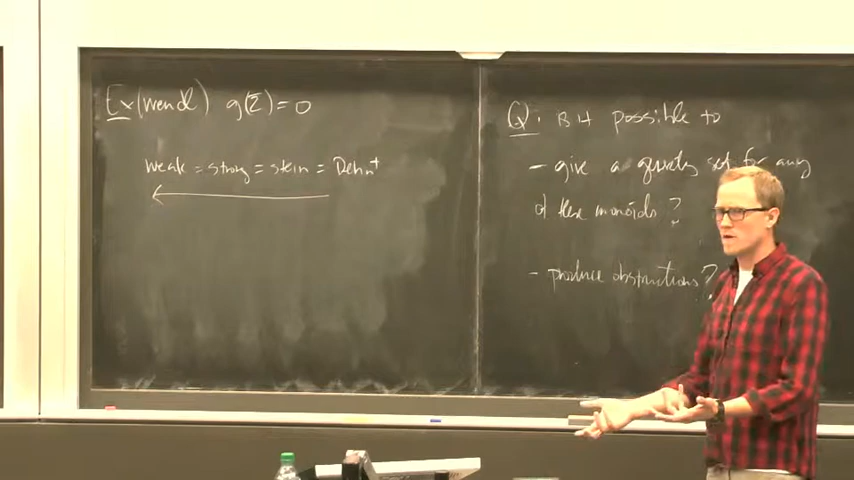 Ex (Wendl) g(Σ) = 0
weak = strong = stein = Dehn⁺
Q. is it possible to
- give a generating set for any
of these monoids?
- produce obstructions?